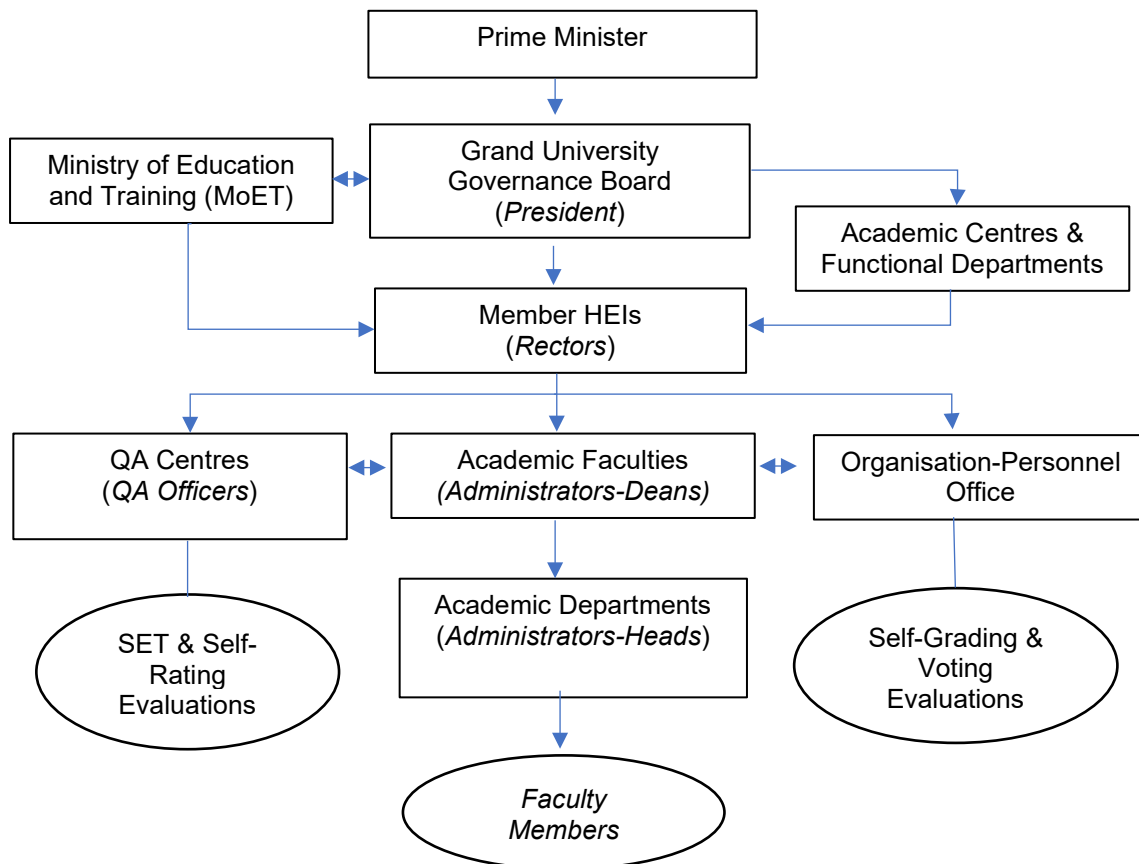 Prime Minister
Ministry of Education
and Training (MoET)
Grand University
Governance Board
(President)
Academic Centres &
Functional Departments
Member HEIs
(Rectors)
QA Centres
(QA Officers)
Academic Faculties
(Administrators-Deans)
Organisation-Personnel
Office
SET & Self-
Rating
Evaluations
Academic Departments
(Administrators-Heads)
Self-Grading &
Voting
Evaluations
Faculty
Members